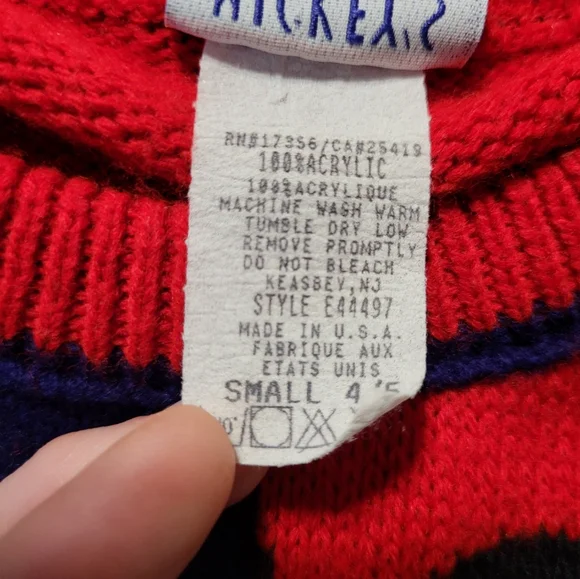 MICKEY'S
RN#17356/CA#25419
100%ACRYLIC
100%ACRYLIQUE
MACHINE WASH WARM
TUMBLE DRY LOW
REMOVE PROMPTLY
DO NOT BLEACH
KEASBEY,NJ
STYLE E44497
MADE IN U.S.A.
FABRIQUE AUX
ETATS UNIS
SMALL 4